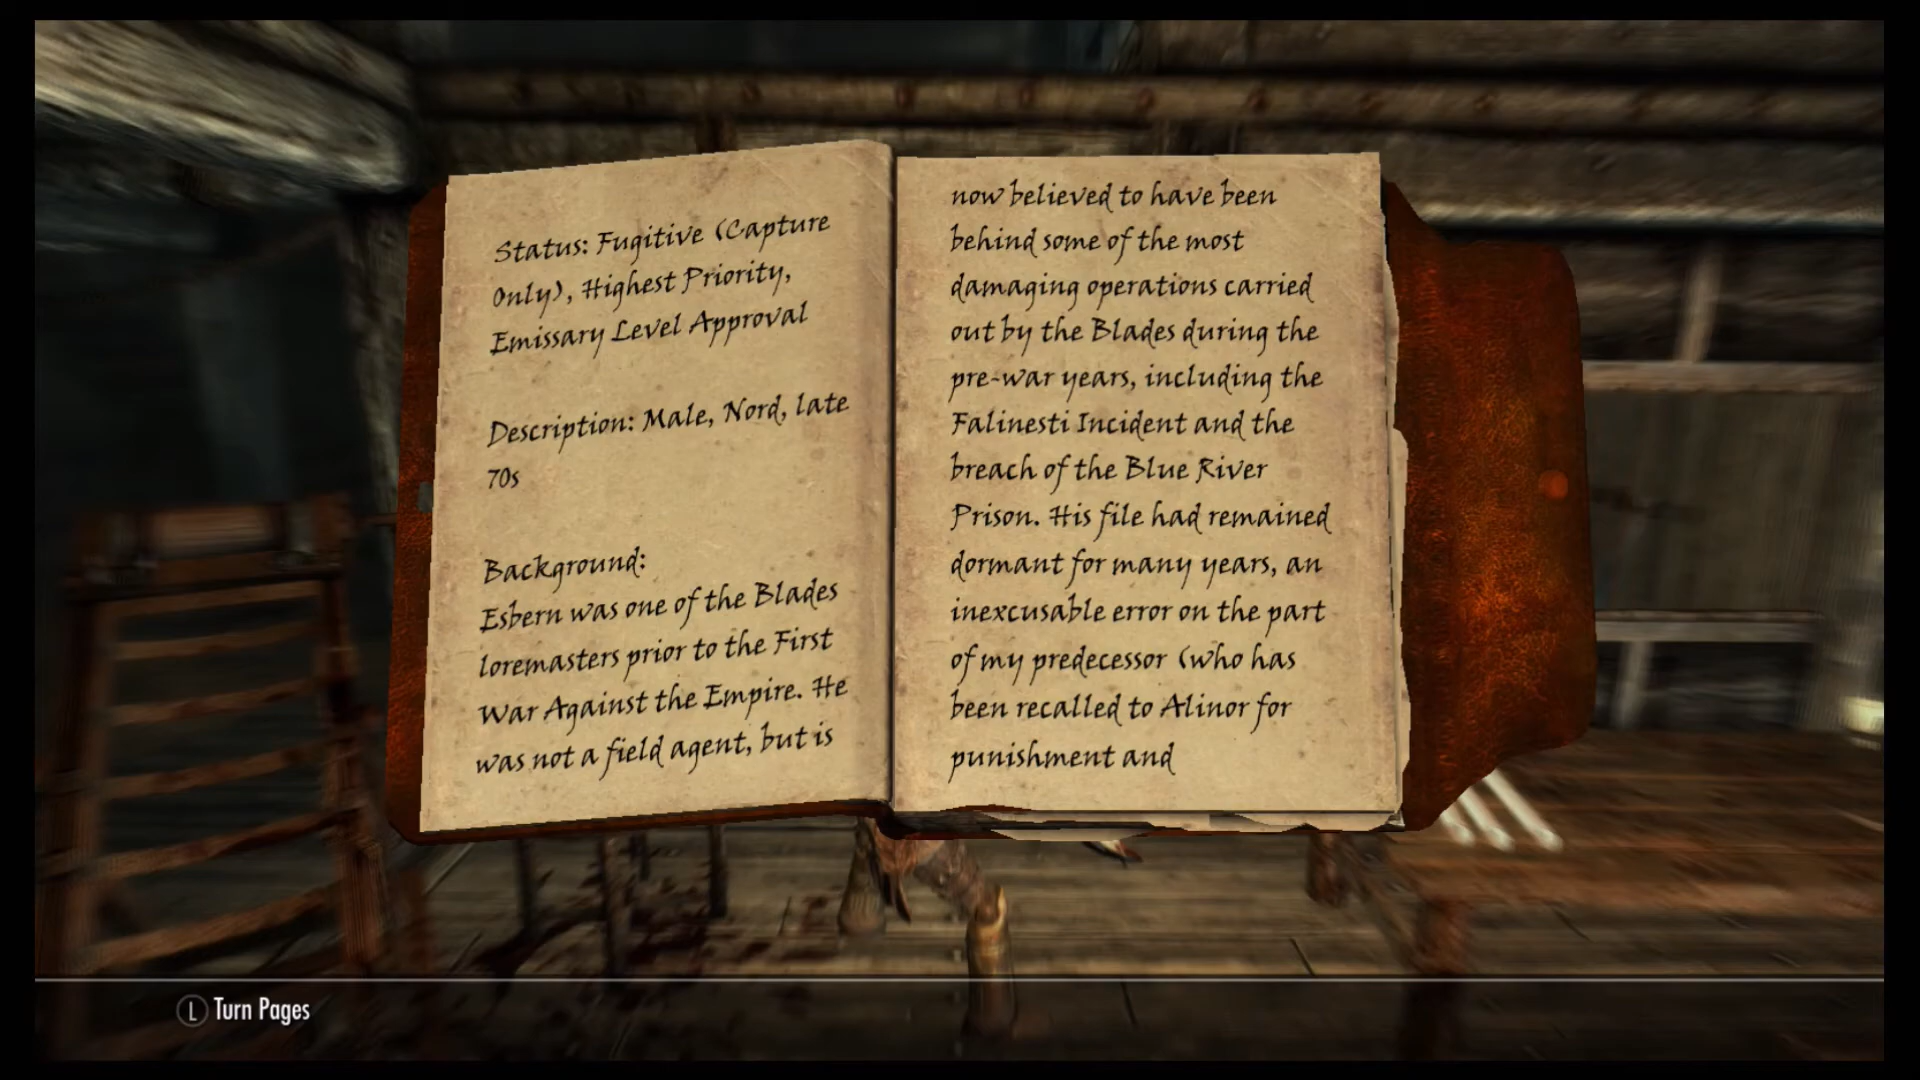 Status: Fugitive (Capture
Only), Highest Priority,
Emissary Level Approval
Description: Male, Nord, late
70s
Background:
Esbern was one of the Blades
loremasters prior to the First
War Against the Empire. He
was not a field agent, but is
now believed to have been
behind some of the most
damaging operations carried
out by the Blades during the
pre-war years, including the
Falinesti Incident and the
breach of the Blue River
Prison. His file had remained
dormant for many years, an
inexcusable error on the part
of my predecessor (who has
been recalled to Alinor for
punishment and
L Turn Pages